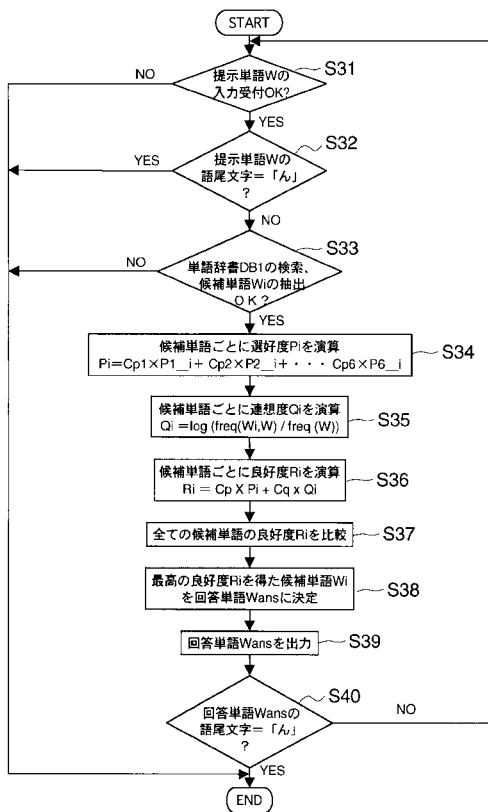 START
NO
提示単語Wの
入力受付OK?
S31
YES
YES
提示単語Wの
語尾文字=「ん」
?
S32
NO
NO
単語辞書DB1の検索、
候補単語Wiの抽出
OK?
S33
YES
候補単語ごとに選好度Piを演算
Pi=Cp1×P1__i+ Cp2×P2__i+・・・Cp6×P6__i
S34
候補単語ごとに連想度Qiを演算
Qi =log (freq(Wi,W) / freq (W))
S35
候補単語ごとに良好度Riを演算
Ri = Cp X Pi + Cq x Qi
S36
全ての候補単語の良好度Riを比較
S37
最高の良好度Riを得た候補単語Wi
を回答単語Wansに決定
S38
回答単語Wansを出力
S39
回答単語Wansの
語尾文字=「ん」
?
S40
NO
YES
END